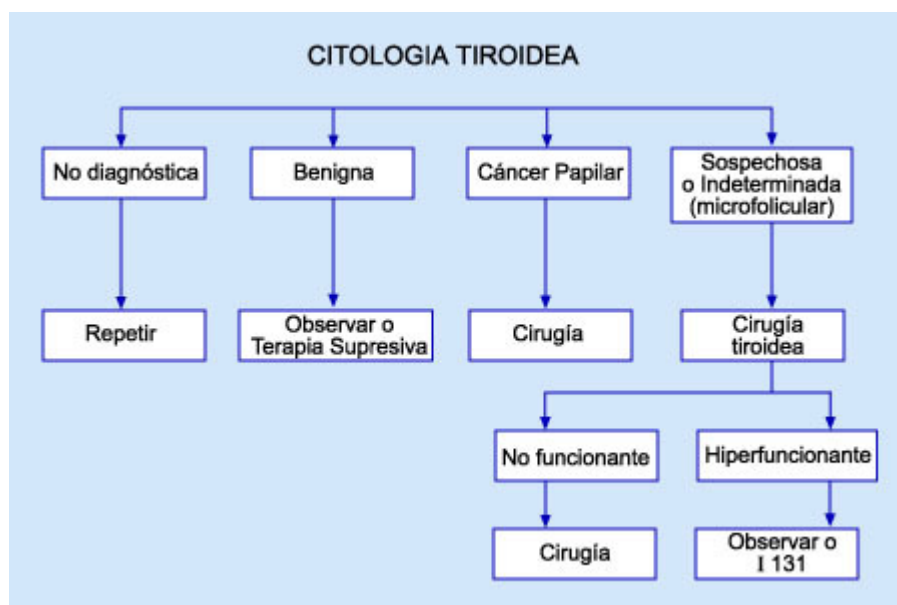 CITOLOGIA TIROIDEA
No diagnóstica
Benigna
Cáncer Papilar
Sospechosa
o Indeterminada
(microfolicular)
Repetir
Observar o
Terapia Supresiva
Cirugía
Cirugía
tiroidea
No funcionante
Hiperfuncionante
Cirugía
Observar o
I 131